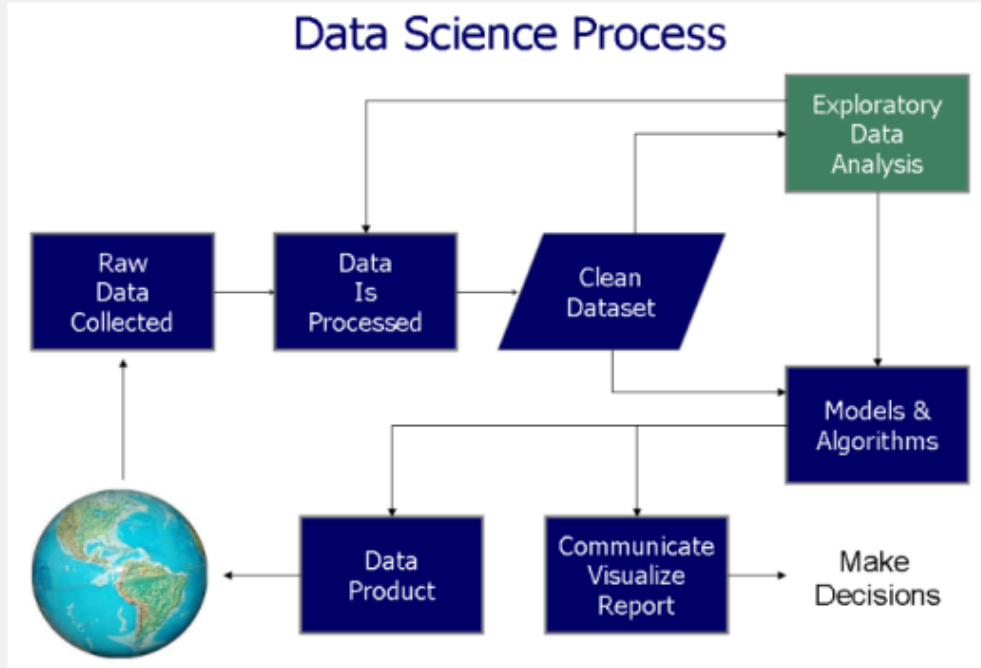 Data Science Process
Exploratory
Data
Analysis
Raw
Data
Collected
Data
Is
Processed
Clean
Dataset
Models &
Algorithms
Data
Product
Communicate
Visualize
Report
Make
Decisions